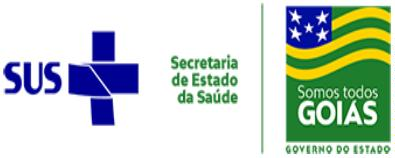 SUS
Secretaria
de Estado
da Saúde
Somos todos
GOIÁS
GOVERNO DO ESTADO